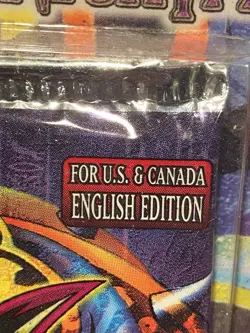 FOR U.S. & CANADA
ENGLISH EDITION